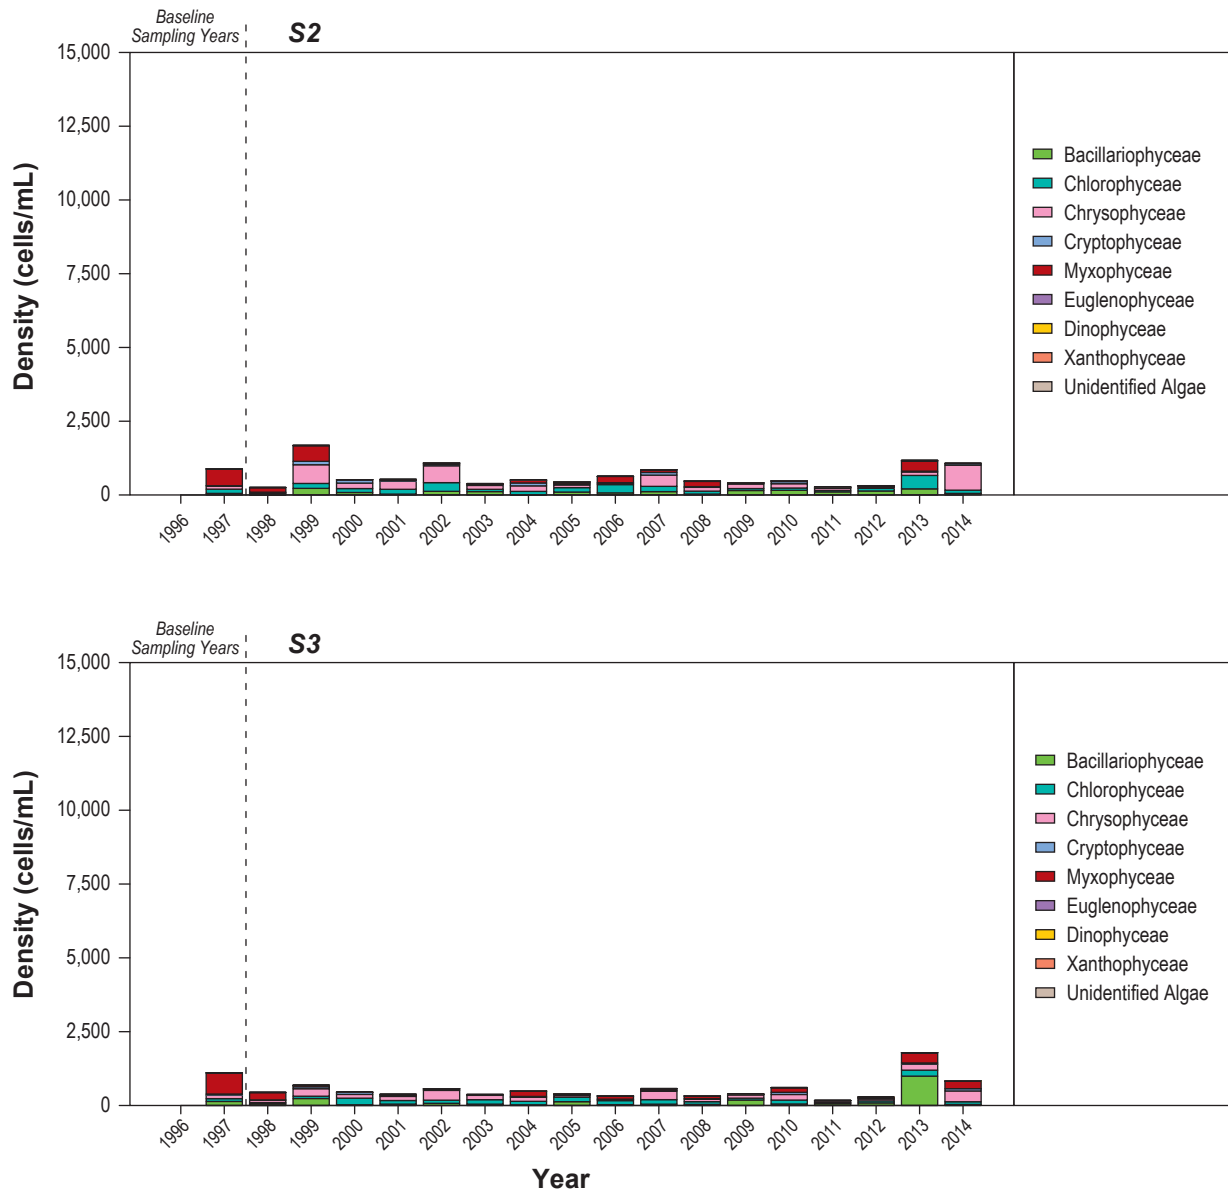 Baseline
Sampling Years
S2
15,000
12,500
10,000
7,500
5,000
2,500
0
Density (cells/mL)
1996 1997 1998 1999 2000 2001 2002 2003 2004 2005 2006 2007 2008 2009 2010 2011 2012 2013 2014
Bacillariophyceae
Chlorophyceae
Chrysophyceae
Cryptophyceae
Myxophyceae
Euglenophyceae
Dinophyceae
Xanthophyceae
Unidentified Algae
Baseline
Sampling Years
S3
15,000
12,500
10,000
7,500
5,000
2,500
0
Density (cells/mL)
1996 1997 1998 1999 2000 2001 2002 2003 2004 2005 2006 2007 2008 2009 2010 2011 2012 2013 2014
Year
Bacillariophyceae
Chlorophyceae
Chrysophyceae
Cryptophyceae
Myxophyceae
Euglenophyceae
Dinophyceae
Xanthophyceae
Unidentified Algae